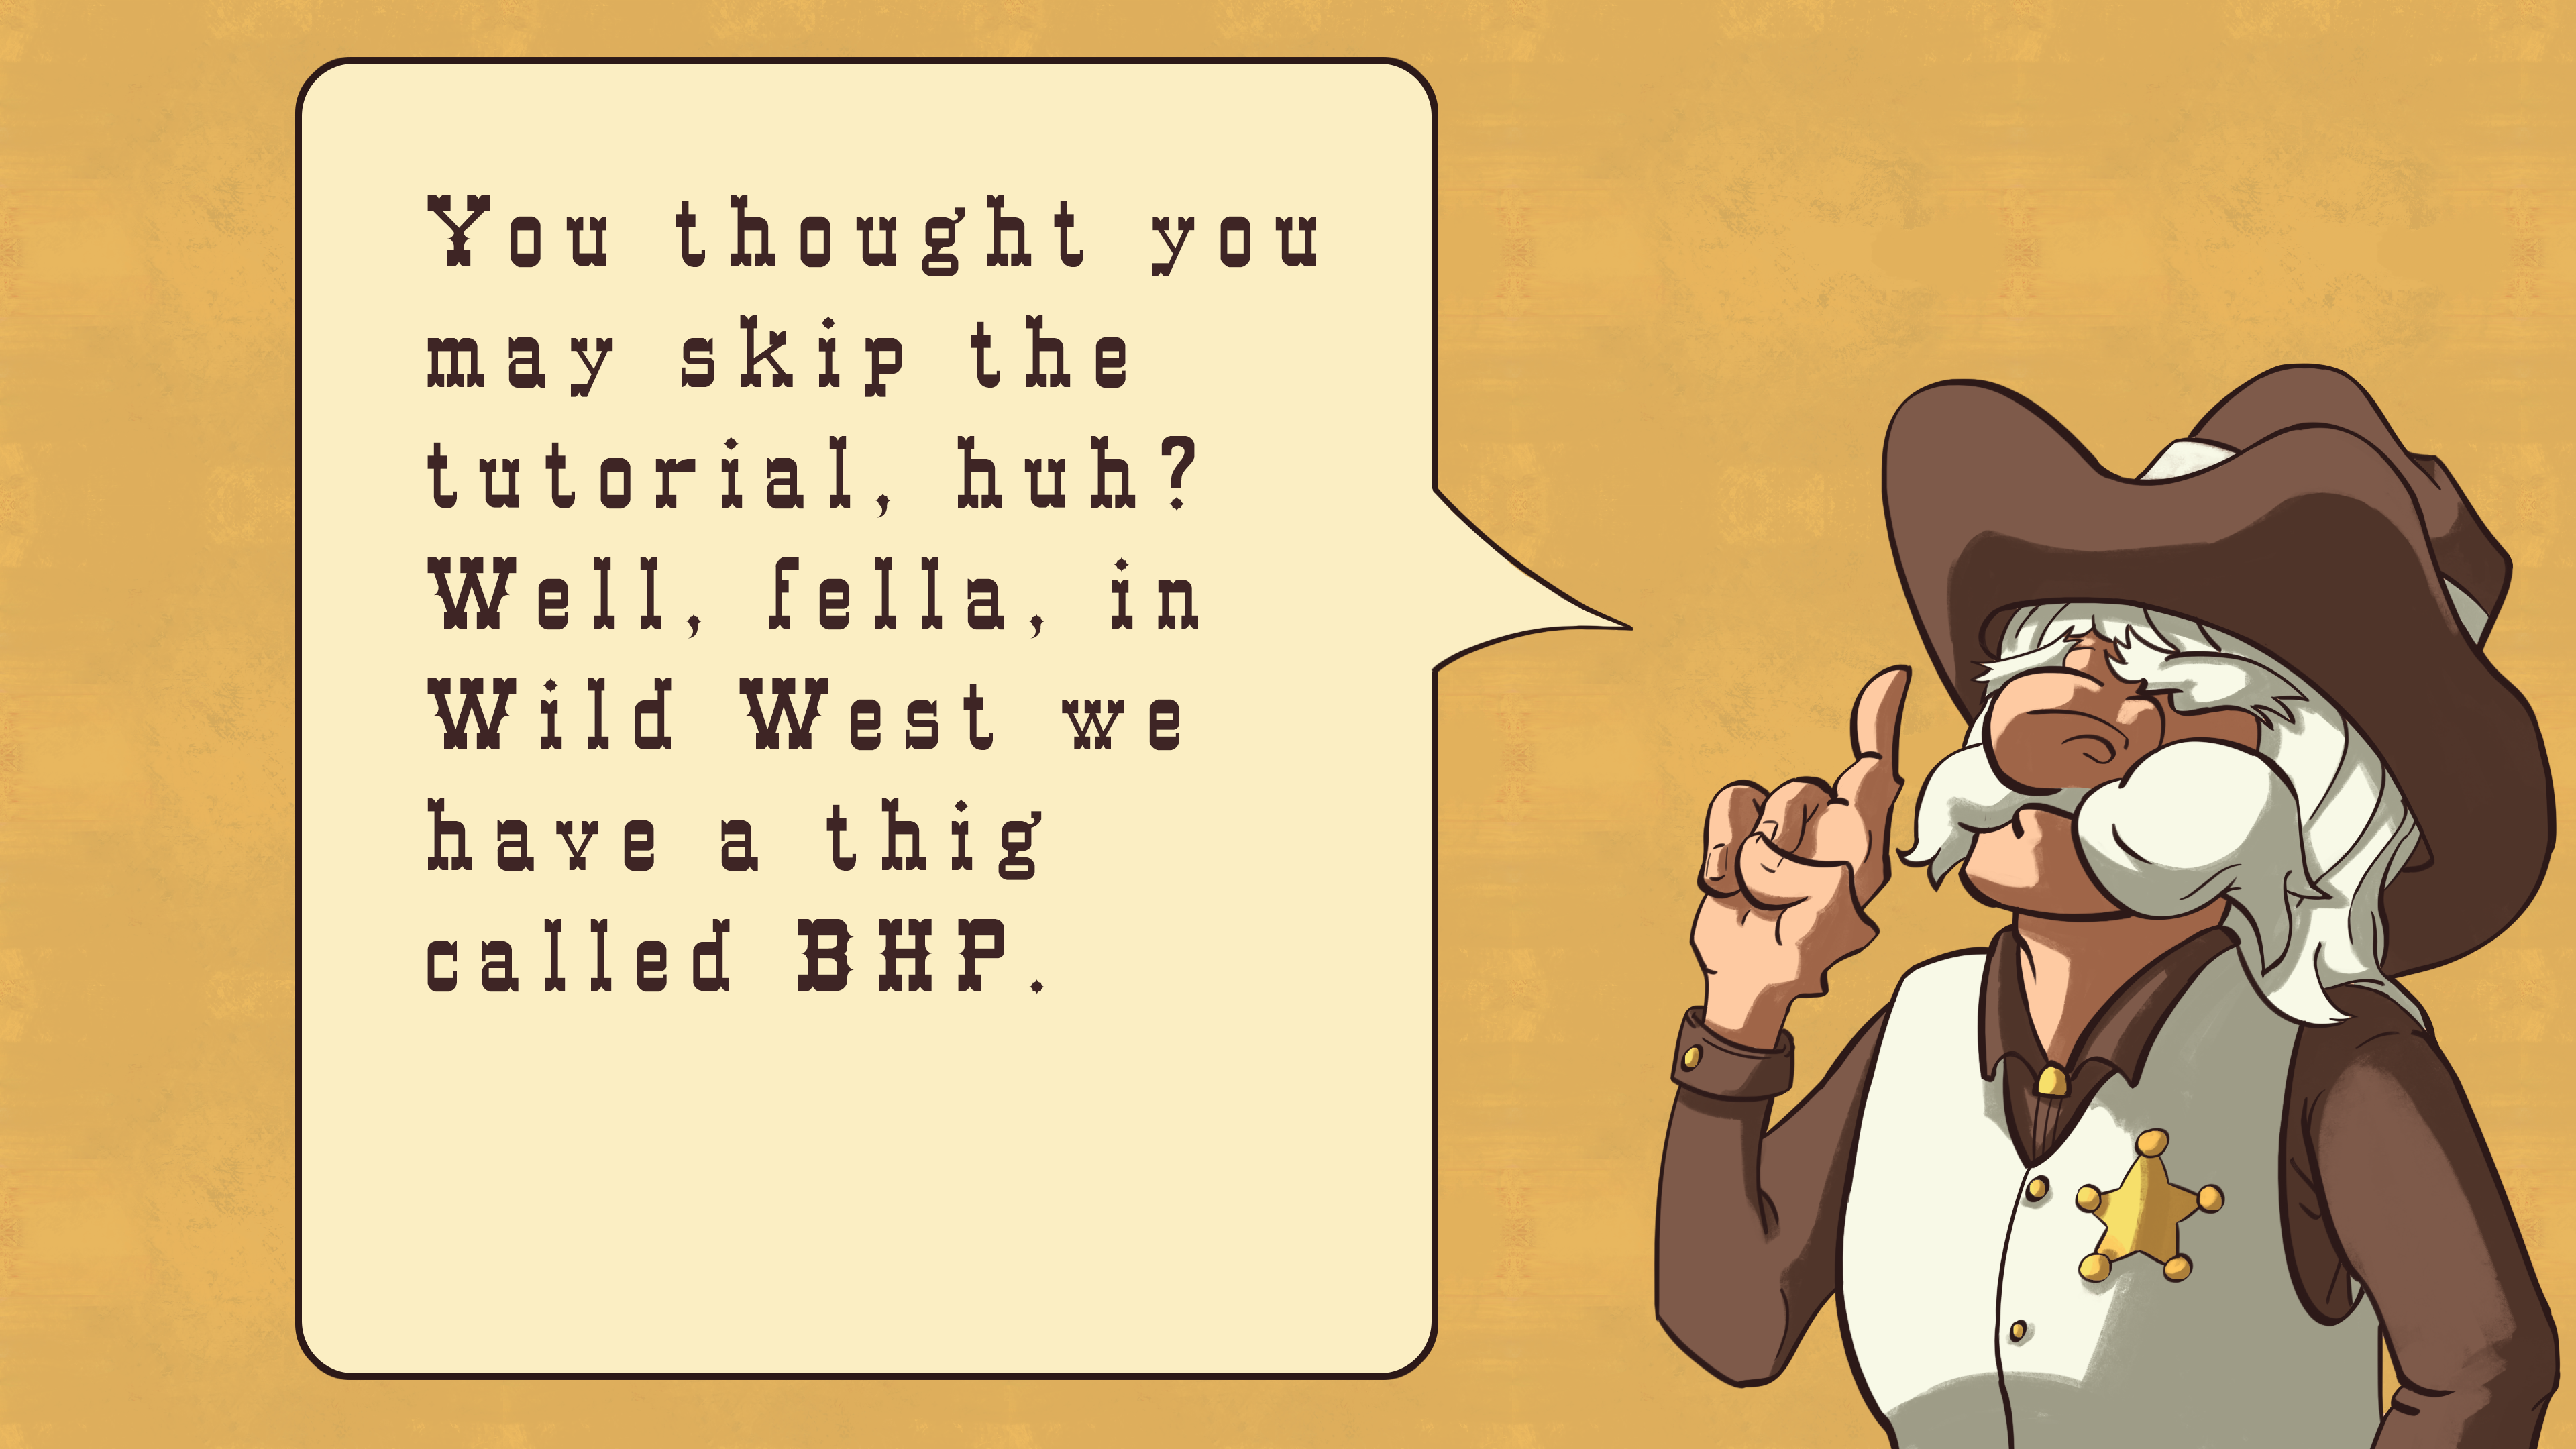 You thought you
may skip the
tutorial, huh?
Well, fella, in
Wild West we
have a thig
called BHP.